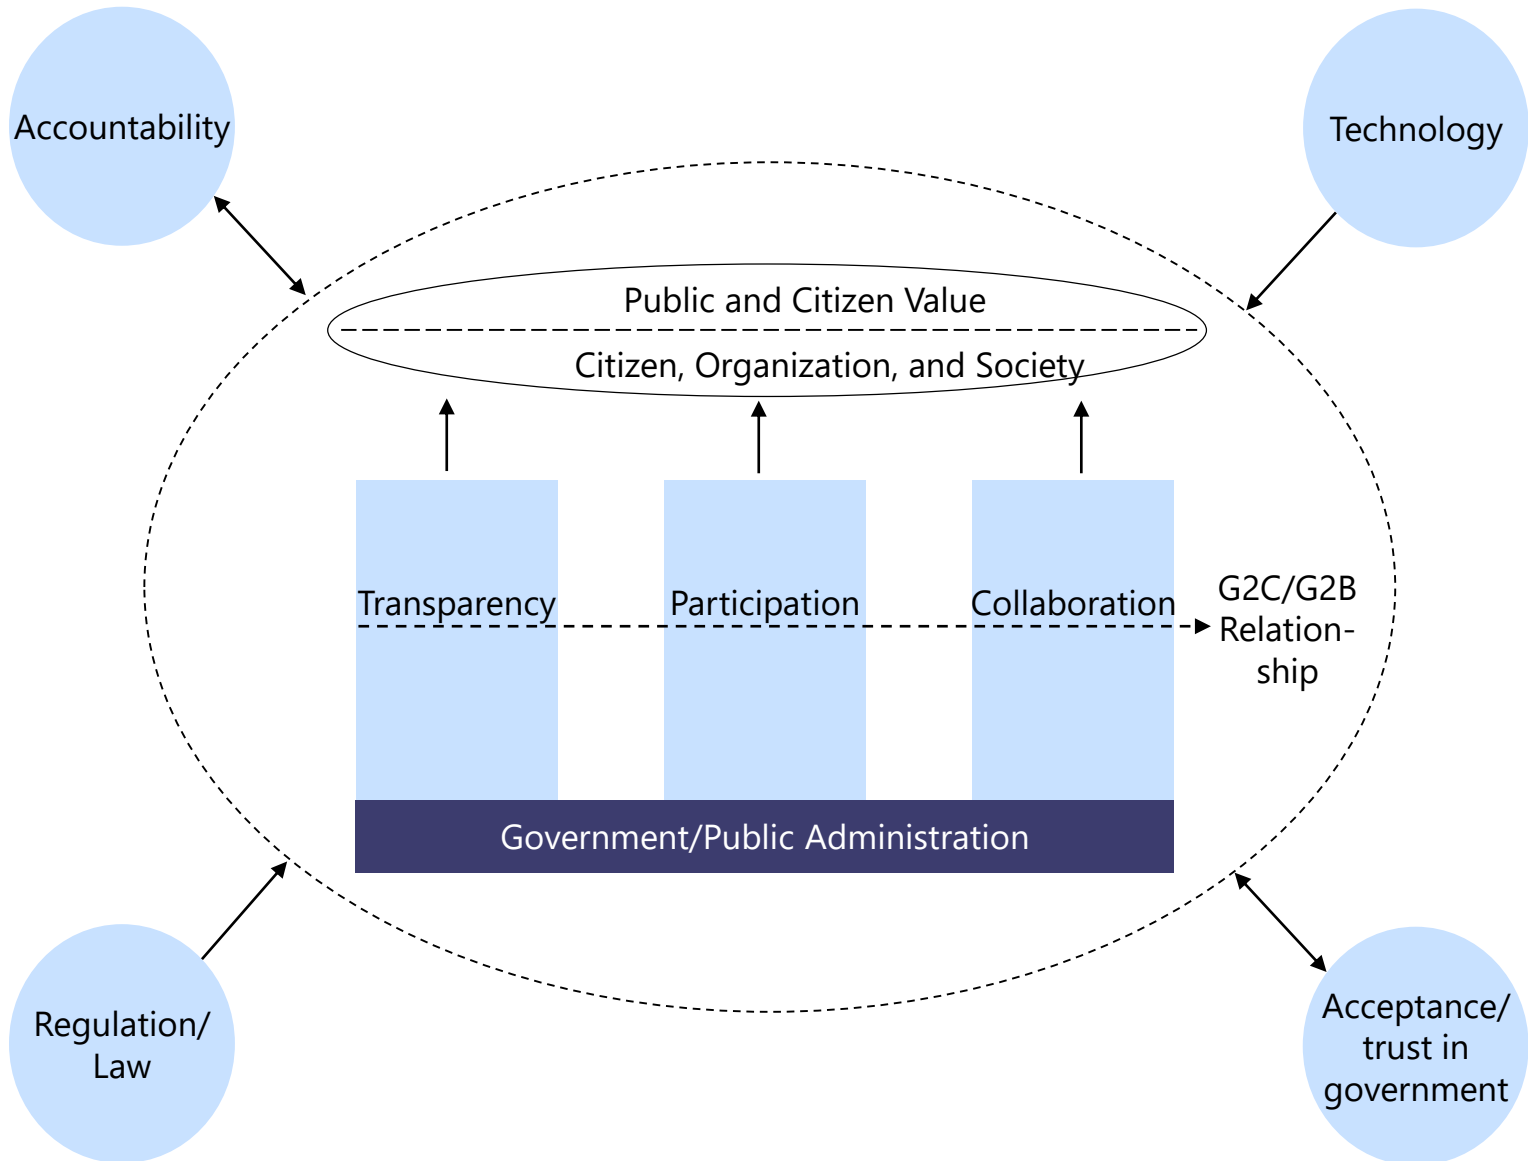 Accountability
Technology
Public and Citizen Value
Citizen, Organization, and Society
Transparency
Participation
Collaboration
G2C/G2B
Relation-
ship
Government/Public Administration
Regulation/
Law
Acceptance/
trust in
government